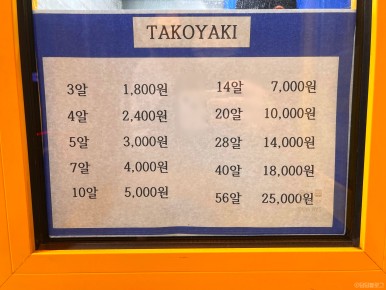 TAKOYAKI
3알 1,800원
4알 2,400원
5알 3,000원
7알 4,000원
10알 5,000원
14알 7,000원
20알 10,000원
28알 14,000원
40알 18,000원
56알 25,000원